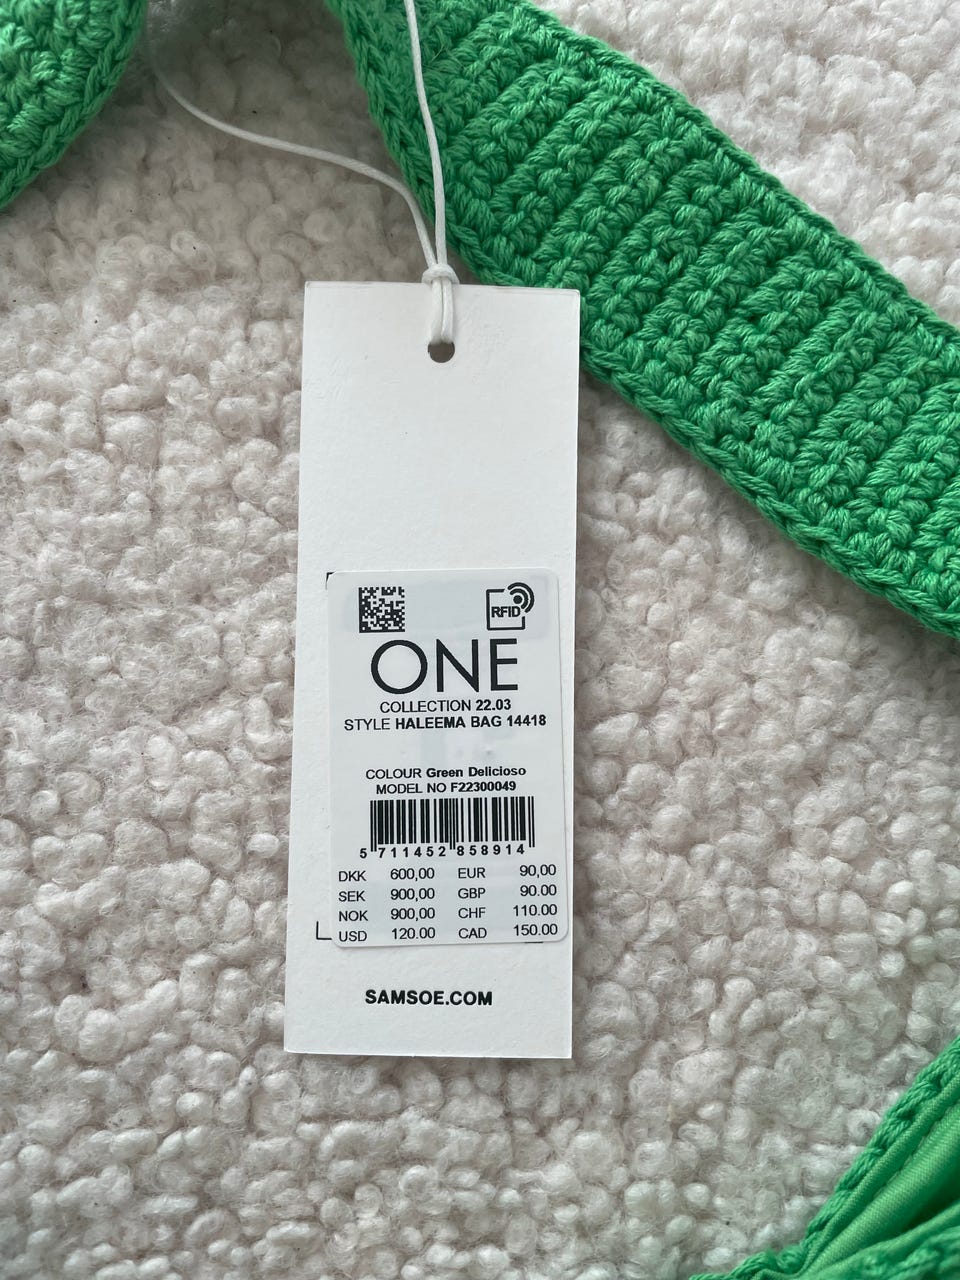 RFID
ONE
COLLECTION 22.03
STYLE HALEEMA BAG 14418
COLOUR Green Delicioso
MODEL NO F22300049
5 711452 858914
DKK 600,00 EUR 90,00
SEK 900,00 GBP 90.00
NOK 900,00 CHF 110.00
USD 120.00 CAD 150.00
SAMSOE.COM